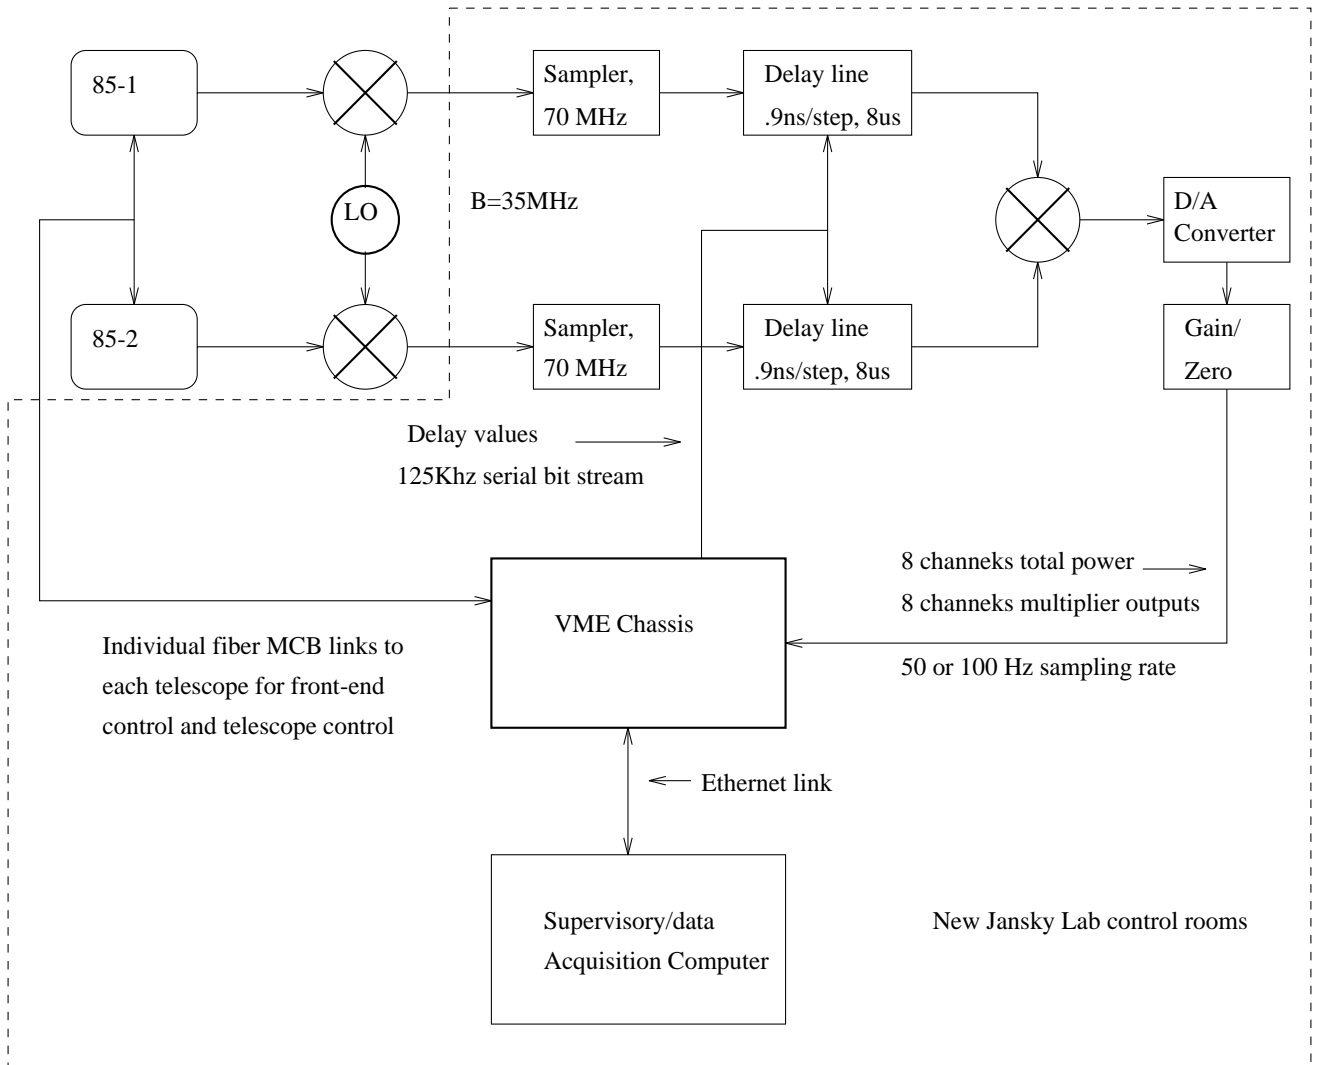 85-1
Sampler,
70 MHz
Delay line
.9ns/step, 8us
LO
B=35MHz
D/A
Converter
85-2
Sampler,
70 MHz
Delay line
.9ns/step, 8us
Gain/
Zero
Delay values
125Khz serial bit stream
8 channeks total power
8 channeks multiplier outputs
50 or 100 Hz sampling rate
VME Chassis
Individual fiber MCB links to
each telescope for front-end
control and telescope control
Ethernet link
Supervisory/data
Acquisition Computer
New Jansky Lab control rooms